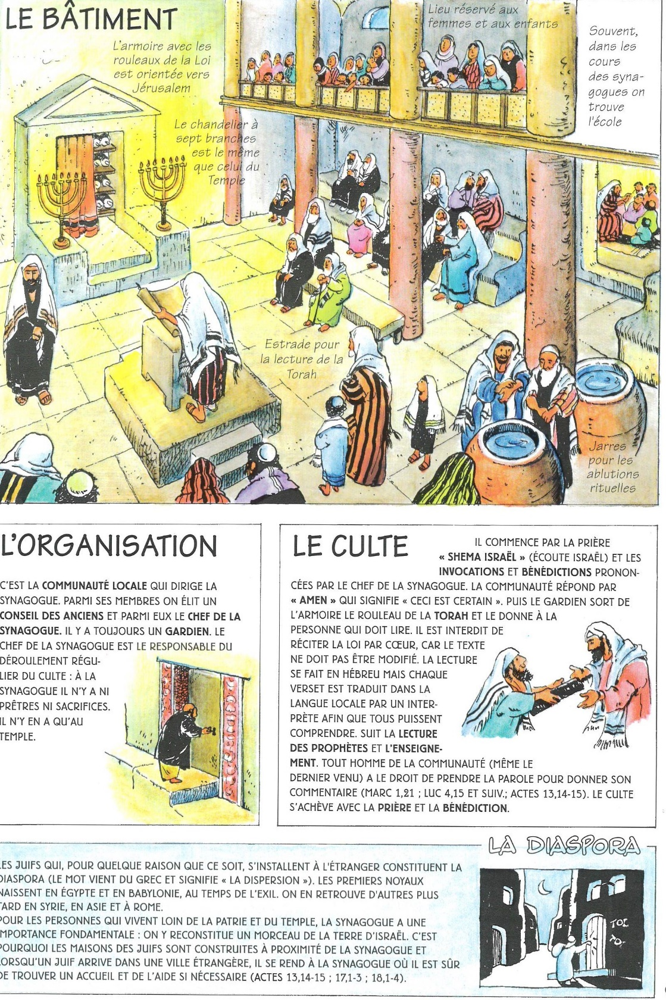 LE BÂTIMENT
L'armoire avec les
rouleaux de la Loi
est orientée vers
Jérusalem
Le chandelier à
sept branches
est le même
que celui du
Temple
Lieu réservé aux
femmes et aux enfants
Souvent,
dans les
cours
des syna-
gogues on
trouve
l'école
Estrade pour
la lecture de la
Torah
Jarres
pour les
ablutions
rituelles
L'ORGANISATION
C'EST LA COMMUNAUTÉ LOCALE QUI DIRIGE LA
SYNAGOGUE. PARMI SES MEMBRES ON ÉLIT UN
CONSEIL DES ANCIENS ET PARMI EUX LE CHEF DE LA
SYNAGOGUE. IL Y A TOUJOURS UN GARDIEN. LE
CHEF DE LA SYNAGOGUE EST LE RESPONSABLE DU
DÉROULEMENT RÉGU-
LIER DU CULTE : À LA
SYNAGOGUE IL N'Y A NI
PRÊTRES NI SACRIFICES.
IL N'Y EN A QU'AU
TEMPLE.
LE CULTE
IL COMMENCE PAR LA PRIÈRE
« SHEMA ISRAËL » (ÉCOUTE ISRAËL) ET LES
INVOCATIONS ET BÉNÉDICTIONS PRONON-
CÉES PAR LE CHEF DE LA SYNAGOGUE. LA COMMUNAUTÉ RÉPOND PAR
« AMEN » QUI SIGNIFIE « CECI EST CERTAIN ». PUIS LE GARDIEN SORT DE
L'ARMOIRE LE ROULEAU DE LA TORAH ET LE DONNE À LA
PERSONNE QUI DOIT LIRE. IL EST INTERDIT DE
RÉCITER LA LOI PAR CŒUR, CAR LE TEXTE
NE DOIT PAS ÊTRE MODIFIÉ. LA LECTURE
SE FAIT EN HÉBREU MAIS CHAQUE
VERSET EST TRADUIT DANS LA
LANGUE LOCALE PAR UN INTER-
PRÈTE AFIN QUE TOUS PUISSENT
COMPRENDRE. SUIT LA LECTURE
DES PROPHÈTES ET L'ENSEIGNE-
MENT. TOUT HOMME DE LA COMMUNAUTÉ (MÊME LE
DERNIER VENU) A LE DROIT DE PRENDRE LA PAROLE POUR DONNER SON
COMMENTAIRE (MARC 1,21 ; LUC 4,15 ET SUIV.; ACTES 13,14-15). LE CULTE
S'ACHÈVE AVEC LA PRIÈRE ET LA BÉNÉDICTION.
LA DIASPORA
LES JUIFS QUI, POUR QUELQUE RAISON QUE CE SOIT, S'INSTALLENT À L'ÉTRANGER CONSTITUENT LA
DIASPORA (LE MOT VIENT DU GREC ET SIGNIFIE « LA DISPERSION »). LES PREMIERS NOYAUX
NAISSENT EN ÉGYPTE ET EN BABYLONIE, AU TEMPS DE L'EXIL. ON EN RETROUVE D'AUTRES PLUS
TARD EN SYRIE, EN ASIE ET À ROME.
POUR LES PERSONNES QUI VIVENT LOIN DE LA PATRIE ET DU TEMPLE, LA SYNAGOGUE A UNE
IMPORTANCE FONDAMENTALE : ON Y RECONSTITUE UN MORCEAU DE LA TERRE D'ISRAËL. C'EST
POURQUOI LES MAISONS DES JUIFS SONT CONSTRUITES À PROXIMITÉ DE LA SYNAGOGUE ET
LORSQU'UN JUIF ARRIVE DANS UNE VILLE ÉTRANGÈRE, IL SE REND À LA SYNAGOGUE OÙ IL EST SÛR
DE TROUVER UN ACCUEIL ET DE L'AIDE SI NÉCESSAIRE (ACTES 13,14-15 ; 17,1-3 ; 18,1-4).
TOC
TOC